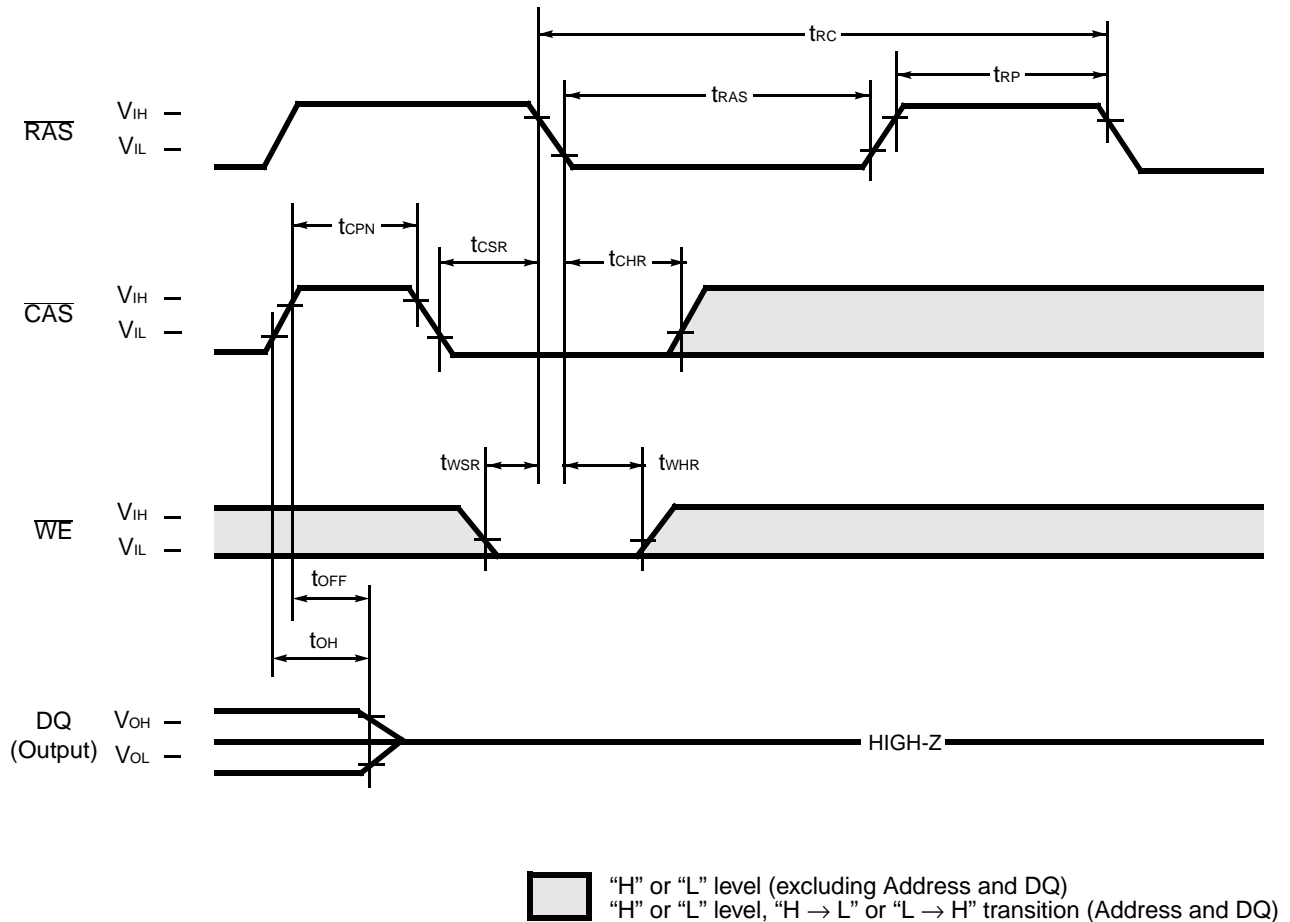 tRC
tRP
tRAS
RAS
VIH
VIL
tCPN
tCSR
tCHR
CAS
VIH
VIL
tWSR
tWHR
WE
VIH
VIL
tOFF
tOH
DQ
(Output)
VOH
VOL
HIGH-Z
“H” or “L” level (excluding Address and DQ)
“H” or “L” level, “H → L” or “L → H” transition (Address and DQ)